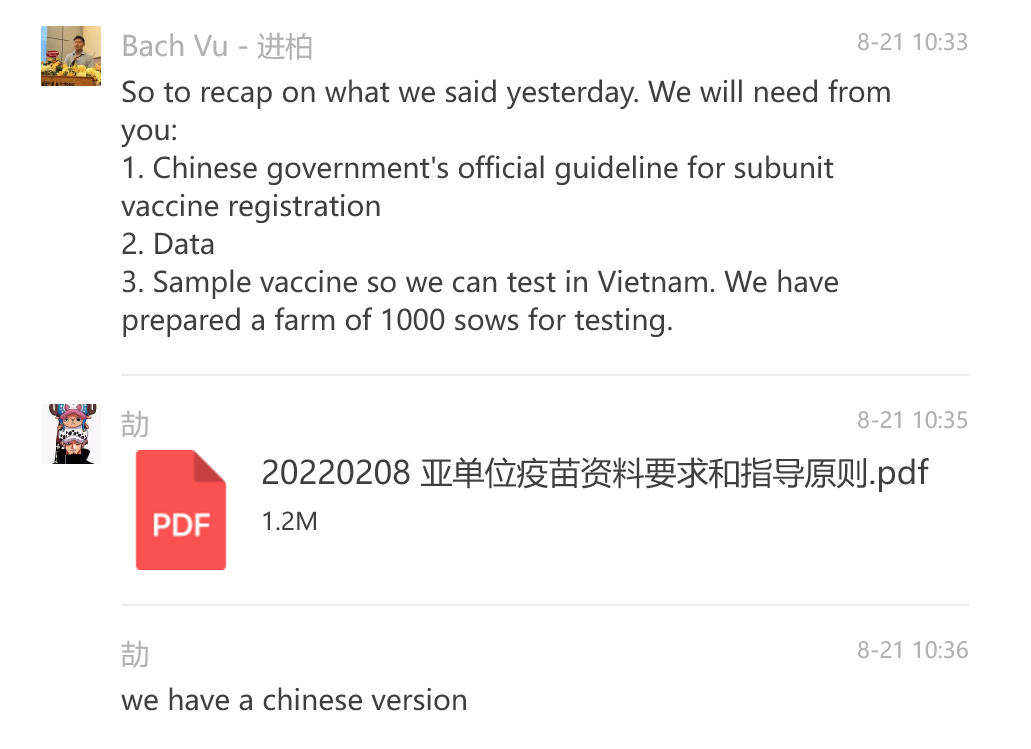 Bach Vu - 进柏
8-21 10:33
So to recap on what we said yesterday. We will need from
you:
1. Chinese government's official guideline for subunit
vaccine registration
2. Data
3. Sample vaccine so we can test in Vietnam. We have
prepared a farm of 1000 sows for testing.
劼
8-21 10:35
20220208 亚单位疫苗资料要求和指导原则.pdf
PDF
1.2M
劼
8-21 10:36
we have a chinese version